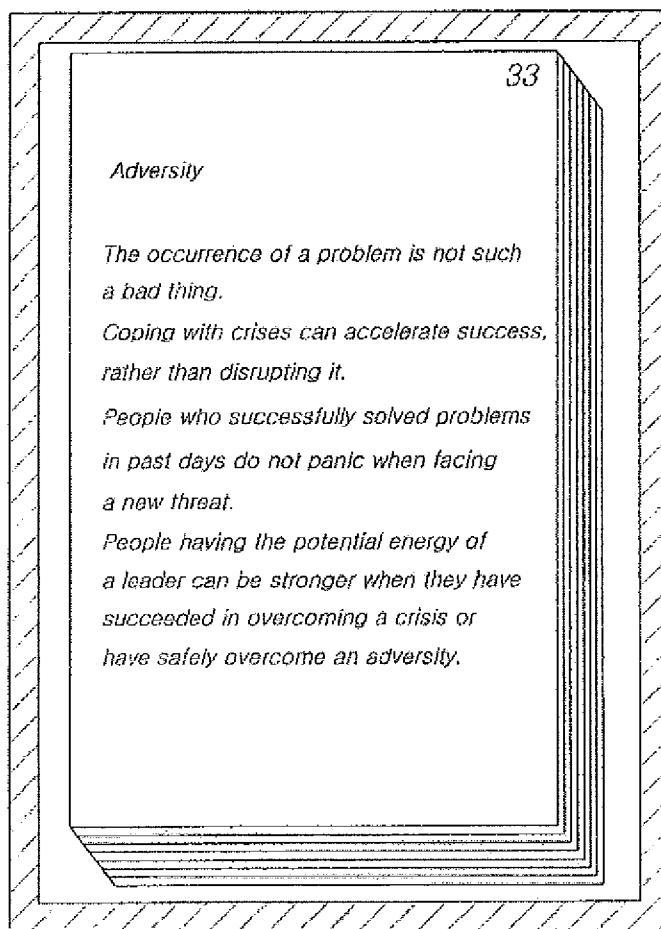 33
Adversity
The occurrence of a problem is not such
a bad thing.
Coping with crises can accelerate success,
rather than disrupting it.
People who successfully solved problems
in past days do not panic when facing
a new threat.
People having the potential energy of
a leader can be stronger when they have
succeeded in overcoming a crisis or
have safely overcome an adversity.